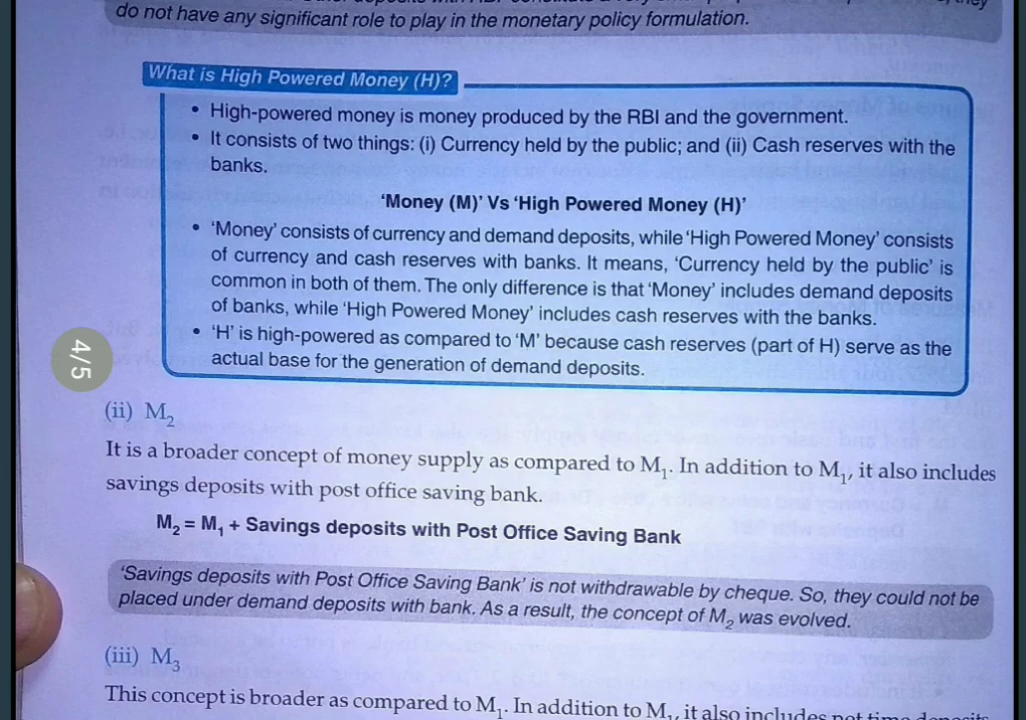 do not have any significant role to play in the monetary policy formulation.
What is High Powered Money (H)?
• High-powered money is money produced by the RBI and the government.
• It consists of two things: (i) Currency held by the public; and (ii) Cash reserves with the
banks.
‘Money (M)’ Vs ‘High Powered Money (H)’
• ‘Money’ consists of currency and demand deposits, while ‘High Powered Money’ consists
of currency and cash reserves with banks. It means, ‘Currency held by the public’ is
common in both of them. The only difference is that ‘Money’ includes demand deposits
of banks, while ‘High Powered Money’ includes cash reserves with the banks.
• ‘H’ is high-powered as compared to ‘M’ because cash reserves (part of H) serve as the
actual base for the generation of demand deposits.
4/5
(ii) M₂
It is a broader concept of money supply as compared to M₁. In addition to M₁, it also includes
savings deposits with post office saving bank.
M₂ = M₁ + Savings deposits with Post Office Saving Bank
‘Savings deposits with Post Office Saving Bank’ is not withdrawable by cheque. So, they could not be
placed under demand deposits with bank. As a result, the concept of M₂ was evolved.
(iii) M₃
This concept is broader as compared to M₁. In addition to M₁, it also includes net time deposits